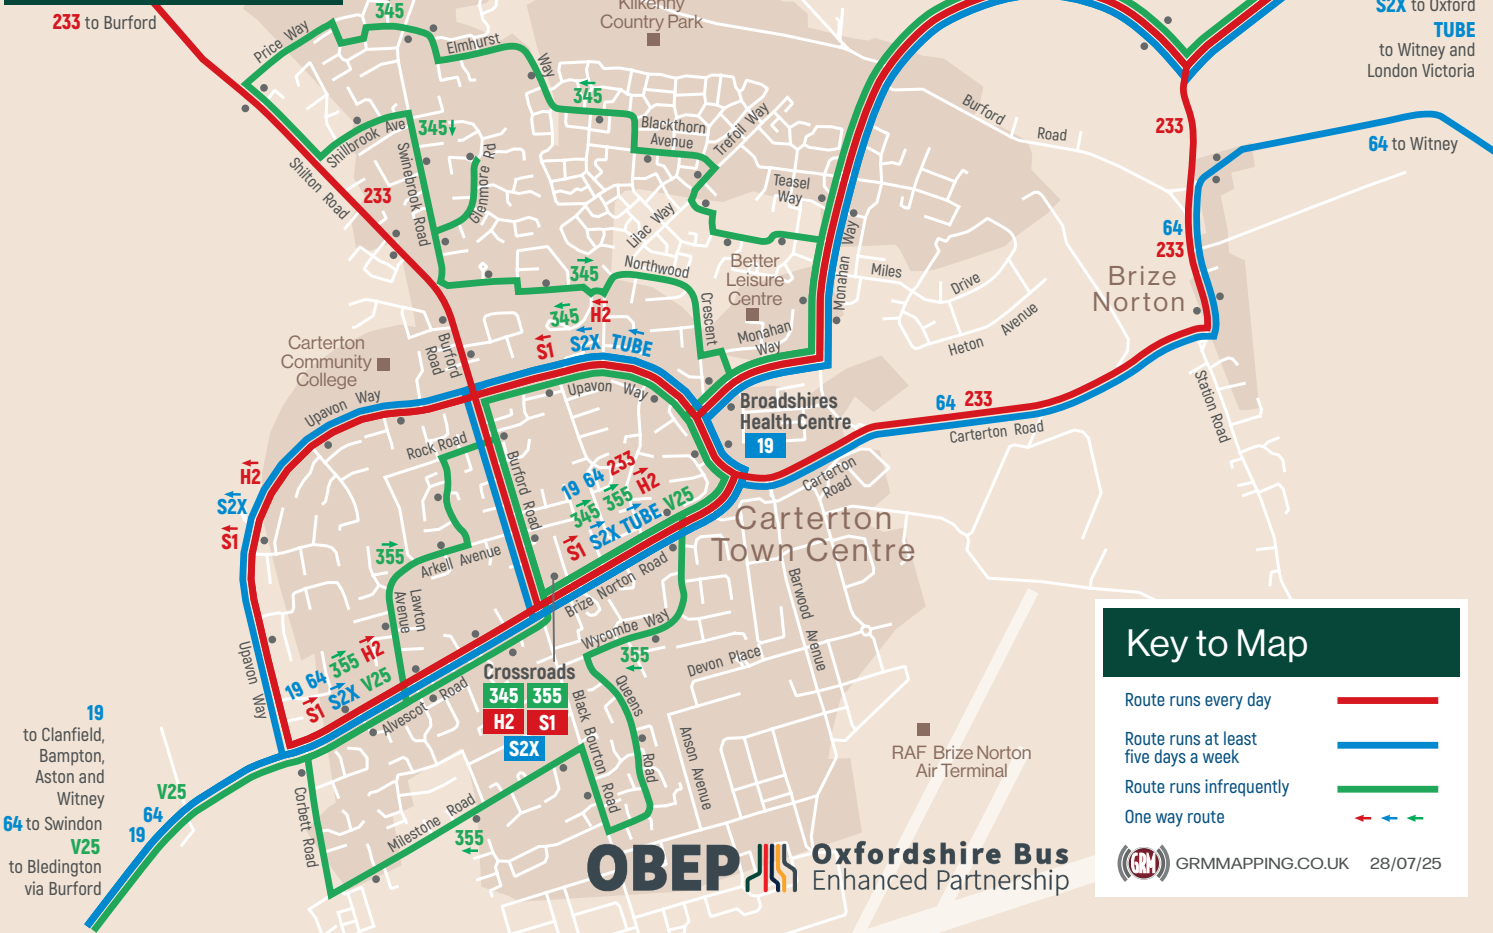 345
233 to Burford
Price Way
Elmhurst
Way
Kilkenny
Country Park
S2X to Oxford
TUBE
to Witney and
London Victoria
345
Blackthorn
Avenue
Trefoil Way
Burford
Road
233
64 to Witney
Shillbrook Ave
345
Swinebrook Road
Glenmore Rd
Shilton Road
233
Teasel
Way
Lilac Way
Monahan Way
64
233
Brize
Norton
345
Northwood
Crescent
Better
Leisure
Centre
Miles
Drive
Heton
Avenue
345
H2
S1
S2X
TUBE
Monahan
Way
Carterton
Community
College
Burford
Road
Upavon Way
Upavon Way
Broadshires
Health Centre
19
64 233
Carterton Road
Station Road
Rock Road
Burford Road
19 64 233
345 355 H2
S1 S2X TUBE V25
Carterton
Road
H2
S2X
S1
Carterton
Town Centre
355
Arkell Avenue
Lawton
Avenue
Brize Norton Road
Wycombe Way
Barwood Avenue
355
Devon Place
Upavon Way
19 64 355 H2
S1 S2X V25
Alvescot Road
Crossroads
345 355
H2 S1
S2X
Queens
Road
Black Bourton Road
Anson Avenue
RAF Brize Norton
Air Terminal
19
to Clanfield,
Bampton,
Aston and
Witney
64 to Swindon
V25
to Bledington
via Burford
V25
64
19
Corbett Road
Milestone Road
355
OBEP
Oxfordshire Bus
Enhanced Partnership
Key to Map
Route runs every day
Route runs at least
five days a week
Route runs infrequently
One way route
GRM
GRMMAPPING.CO.UK 28/07/25